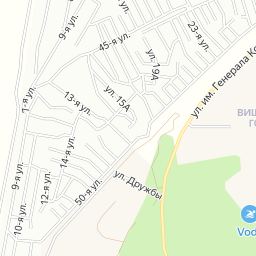 9-я ул.
45-я ул.
23-я ул.
ул. 19А
ул. им. Генерала Ко
1-я ул.
13-я ул.
ул. 15А
ВИШ
ГО
14-я ул.
9-я ул.
12-я ул.
50-я ул.
ул. Дружбы
10-я ул.
Vod